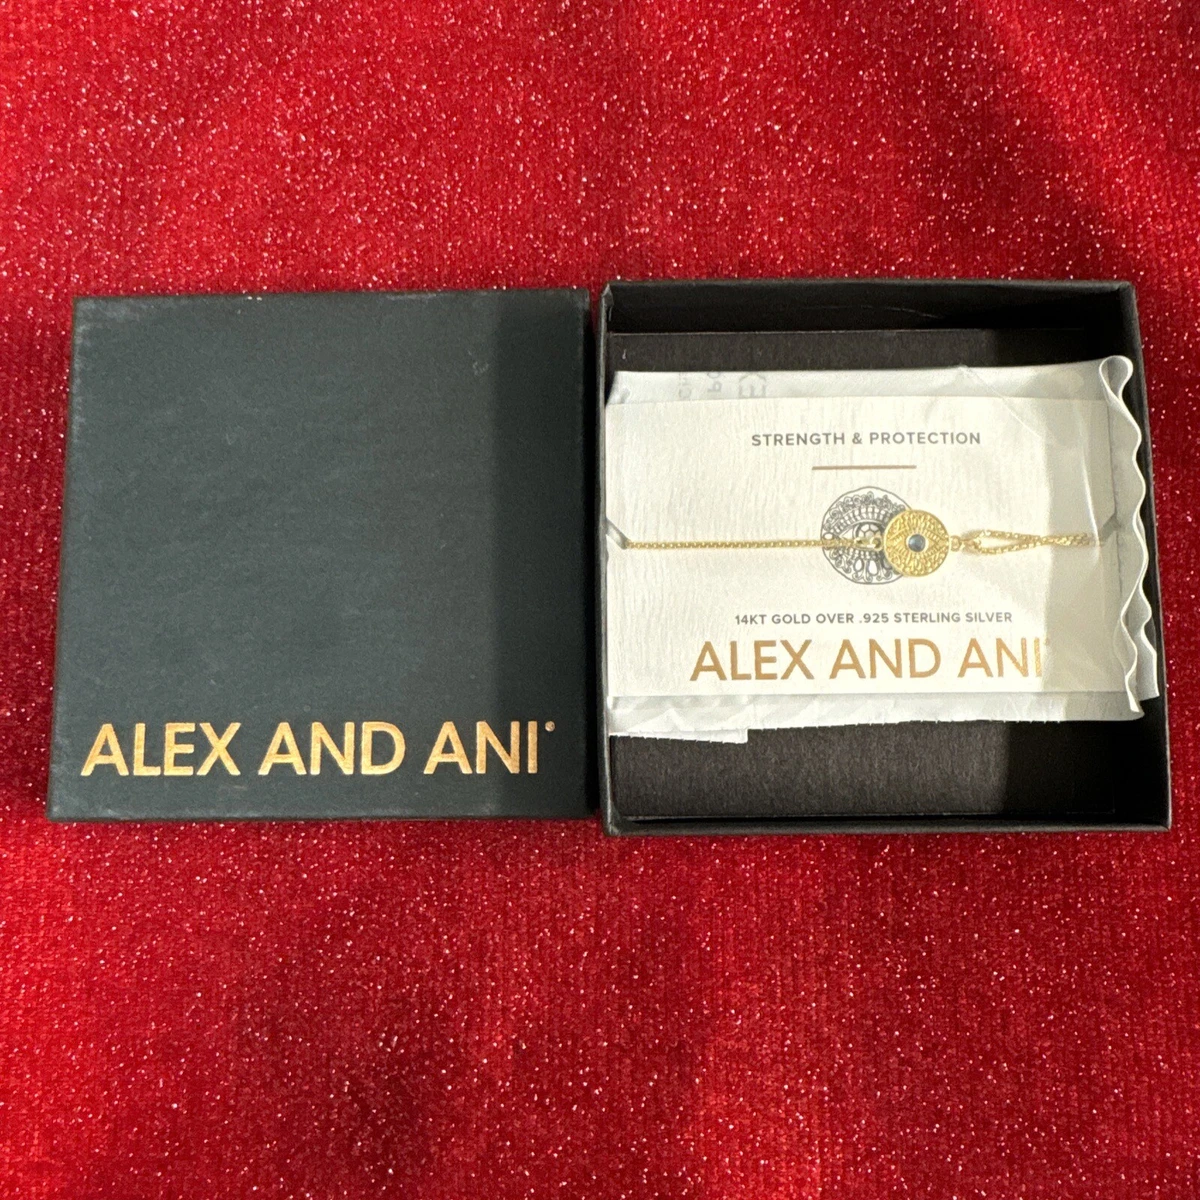 ALEX AND ANI®
STRENGTH & PROTECTION
14KT GOLD OVER .925 STERLING SILVER
ALEX AND ANI